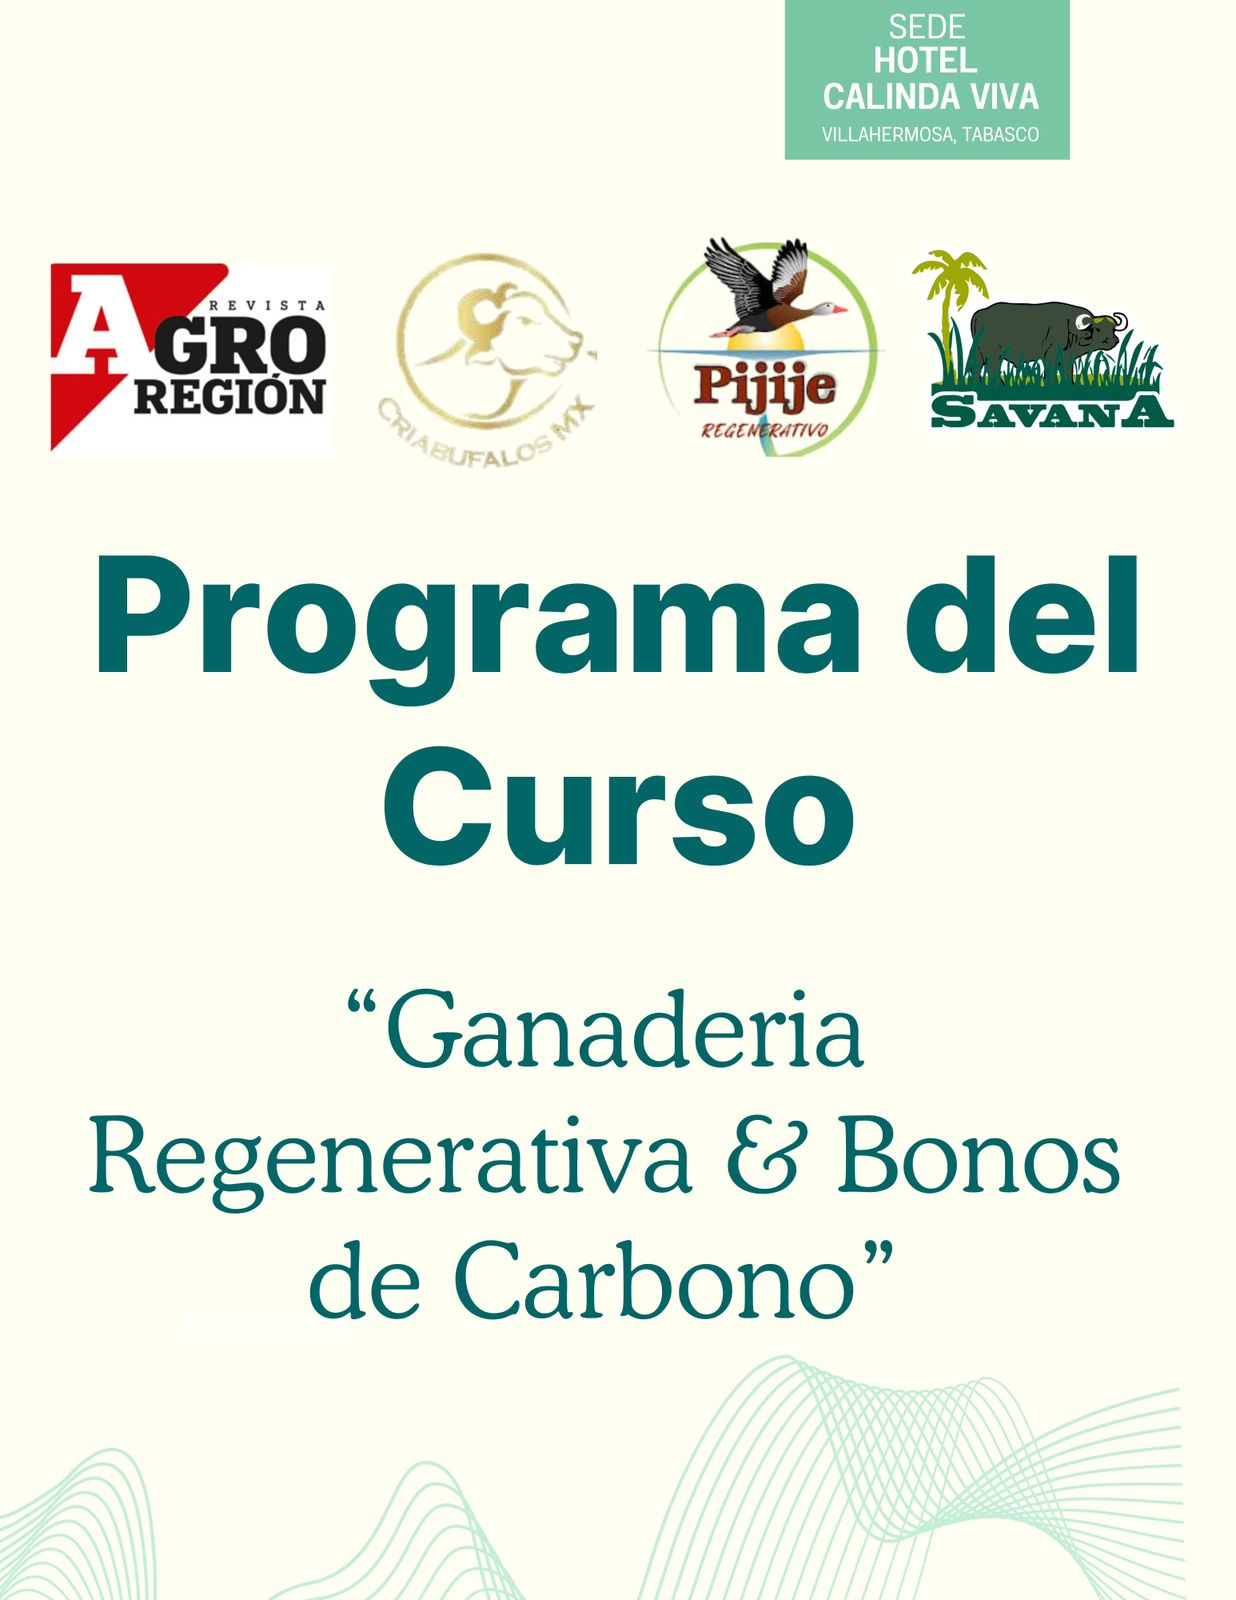 SEDE
HOTEL
CALINDA VIVA
VILLAHERMOSA, TABASCO
REVISTA
AGRO
REGIÓN
CRIABUFALOS MX
Pijije
REGENERATIVO
SAVANA
Programa del
Curso
“Ganaderia
Regenerativa & Bonos
de Carbono”